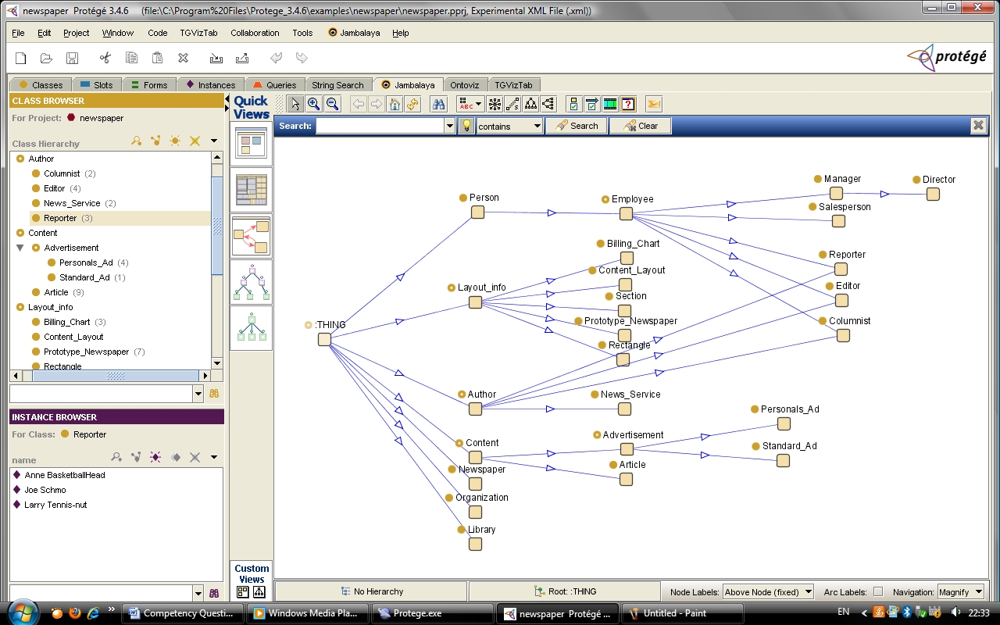 newspaper Protégé 3.4.6 (file:\C:\Program%20Files\Protege_3.4.6\examples\newspaper\newspaper.pprj, Experimental XML File (.xml))
File Edit Project Window Code TGVizTab Collaboration Tools Jambalaya Help
protégé
Classes Slots Forms Instances Queries String Search Jambalaya Ontoviz TGVizTab
CLASS BROWSER
For Project: newspaper
Class Hierarchy
Author
Columnist (2)
Editor (4)
News_Service (2)
Reporter (3)
Content
Advertisement
Personals_Ad (4)
Standard_Ad (1)
Article (9)
Layout_info
Billing_Chart (3)
Content_Layout
Prototype_Newspaper (7)
Rectangle
INSTANCE BROWSER
For Class: Reporter
name
Anne BasketballHead
Joe Schmo
Larry Tennis-nut
Quick
Views
Custom
Views
ABC
Search: contains Search Clear
Manager Director
Person Employee
Salesperson
Billing_Chart
Reporter
Content_Layout
Layout_info Editor
Section
Prototype_Newspaper Columnist
:THING
Rectangle
Author News_Service
Personals_Ad
Content Advertisement
Standard_Ad
Newspaper Article
Organization
Library
No Hierarchy Root: :THING Node Labels: Above Node (fixed) Arc Labels: Navigation: Magnify
Competency Questi... Windows Media Pla... Protege.exe newspaper Protégé ... Untitled - Paint EN 22:33